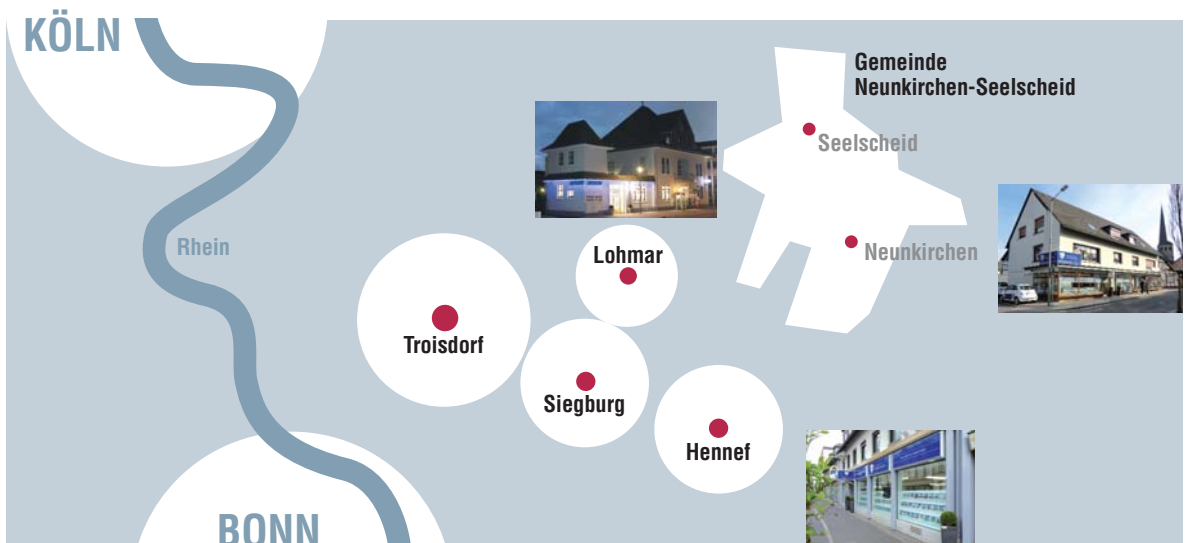 KÖLN
Gemeinde
Neunkirchen-Seelscheid
Seelscheid
Rhein
Lohmar
Neunkirchen
Troisdorf
Siegburg
Hennef
BONN